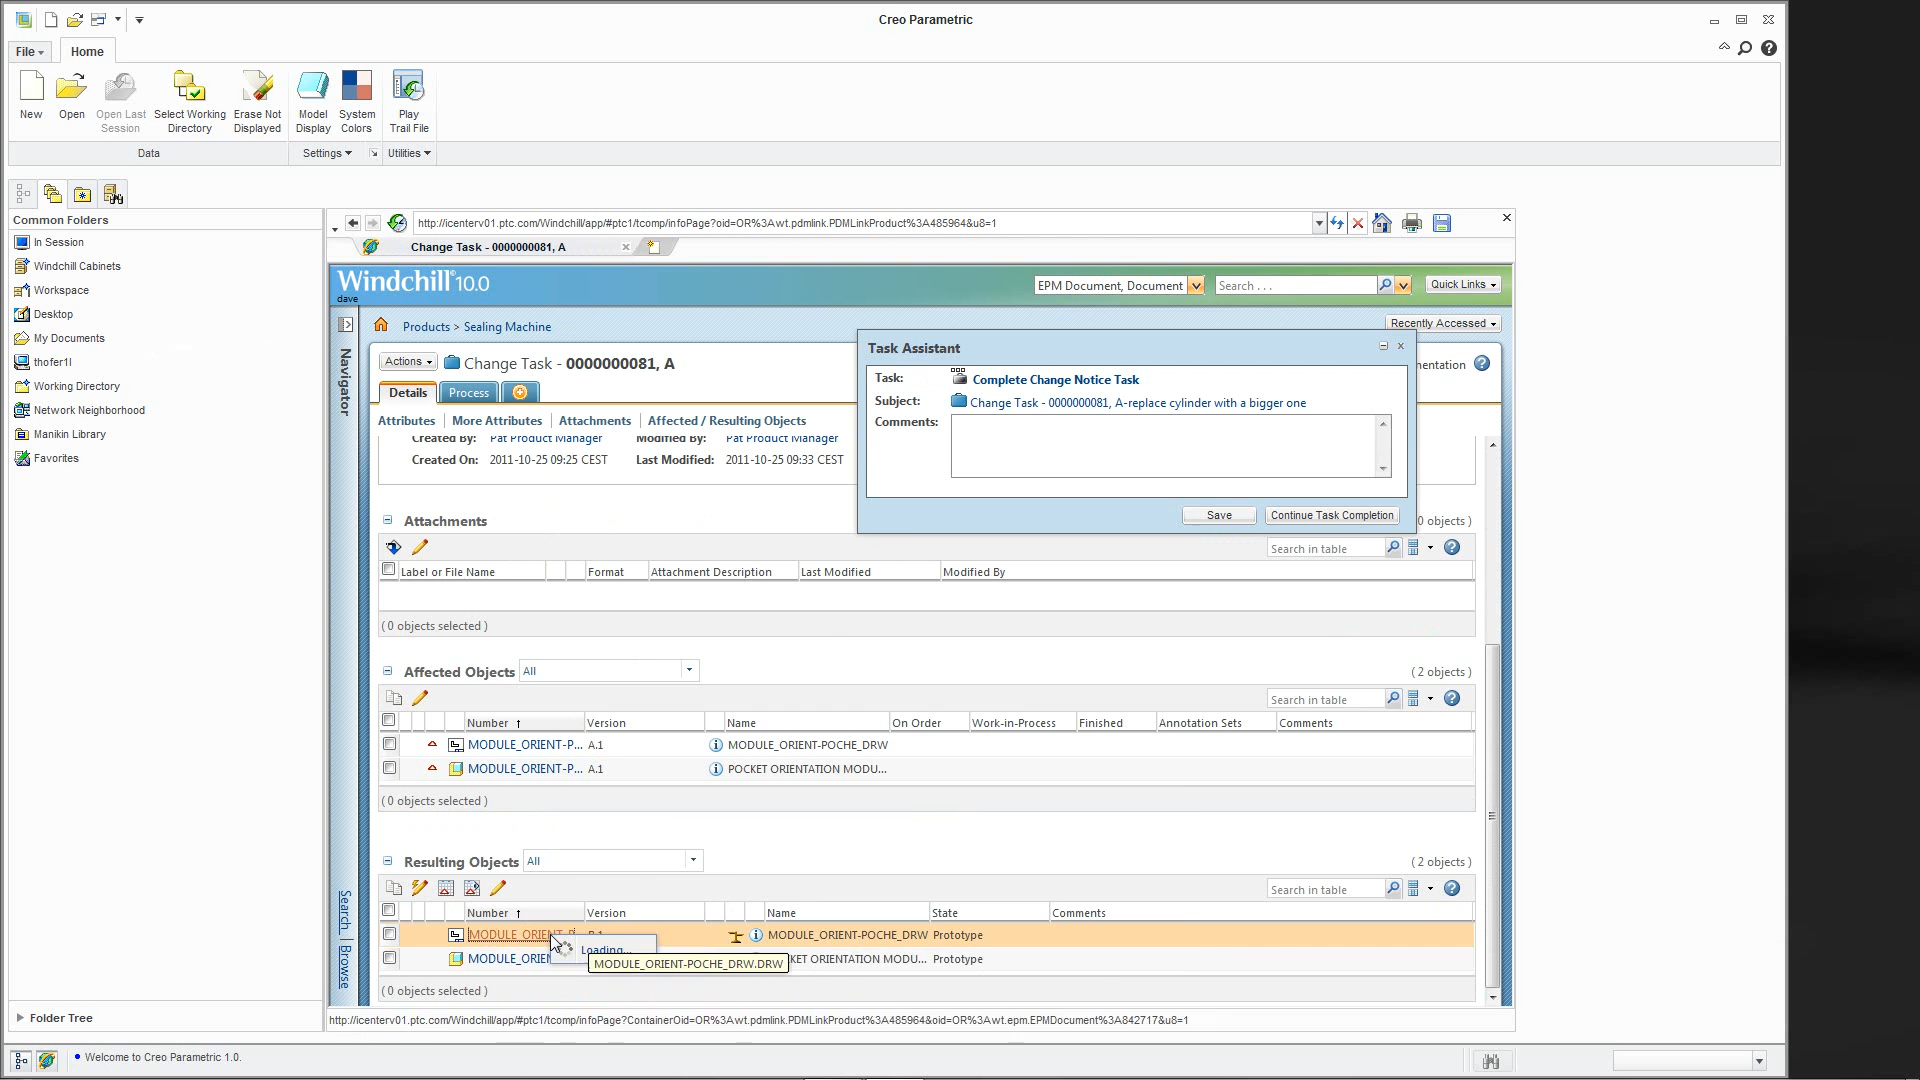 Creo Parametric
File
Home
New
Open
Open Last Session
Select Working Directory
Erase Not Displayed
Model Display
System Colors
Play Trail File
Data
Settings
Utilities
Common Folders
In Session
Windchill Cabinets
Workspace
Desktop
My Documents
thofer1l
Working Directory
Network Neighborhood
Manikin Library
Favorites
Folder Tree
http://icenterv01.ptc.com/Windchill/app/#ptc1/tcomp/infoPage?oid=OR%3Awt.pdmlink.PDMLinkProduct%3A485964&u8=1
Change Task - 0000000081, A
Windchill 10.0
dave
EPM Document, Document
Search . . .
Quick Links
Products > Sealing Machine
Recently Accessed
Navigator
Search | Browse
Actions
Change Task - 0000000081, A
mentation
Details
Process
Attributes | More Attributes | Attachments | Affected / Resulting Objects
Created By: Pat Product Manager Modified By: Pat Product Manager
Created On: 2011-10-25 09:25 CEST Last Modified: 2011-10-25 09:33 CEST
Task Assistant
Task: Complete Change Notice Task
Subject: Change Task - 0000000081, A-replace cylinder with a bigger one
Comments:
Save
Continue Task Completion
Attachments
0 objects )
Search in table
Label or File Name Format Attachment Description Last Modified Modified By
( 0 objects selected )
Affected Objects All ( 2 objects )
Search in table
Number Version Name On Order Work-in-Process Finished Annotation Sets Comments
MODULE_ORIENT-P... A.1 MODULE_ORIENT-POCHE_DRW
MODULE_ORIENT-P... A.1 POCKET ORIENTATION MODU...
( 0 objects selected )
Resulting Objects All ( 2 objects )
Search in table
Number Version Name State Comments
MODULE_ORIENT-P MODULE_ORIENT-POCHE_DRW Prototype
Loading...
MODULE_ORIENT-POCHE_DRW.DRW
MODULE_ORIEN KET ORIENTATION MODU... Prototype
( 0 objects selected )
http://icenterv01.ptc.com/Windchill/app/#ptc1/tcomp/infoPage?ContainerOid=OR%3Awt.pdmlink.PDMLinkProduct%3A485964&oid=OR%3Awt.epm.EPMDocument%3A842717&u8=1
Welcome to Creo Parametric 1.0.